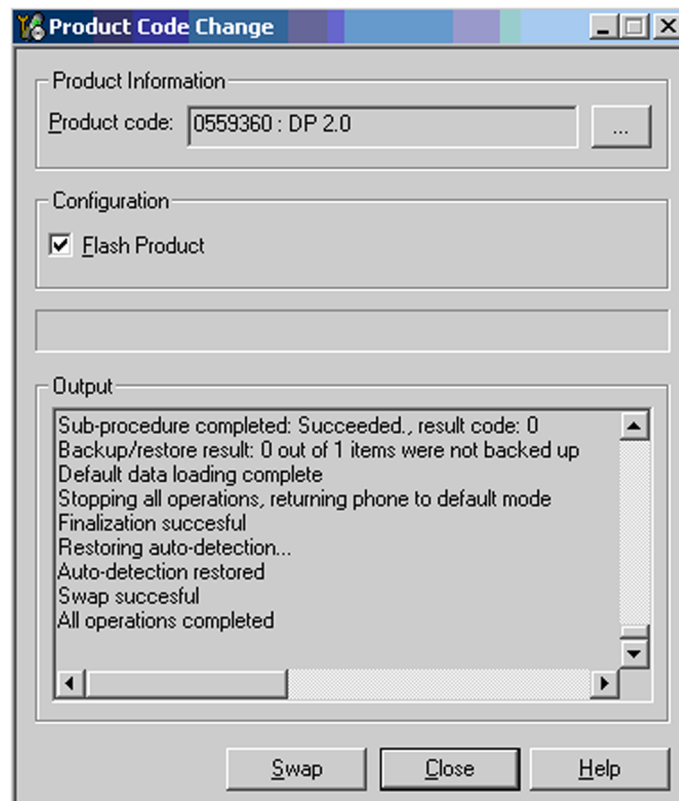 Product Code Change
Product Information
Product code: 0559360 : DP 2.0
...
Configuration
Flash Product
Output
Sub-procedure completed: Succeeded., result code: 0
Backup/restore result: 0 out of 1 items were not backed up
Default data loading complete
Stopping all operations, returning phone to default mode
Finalization succesful
Restoring auto-detection...
Auto-detection restored
Swap succesful
All operations completed
Swap Close Help